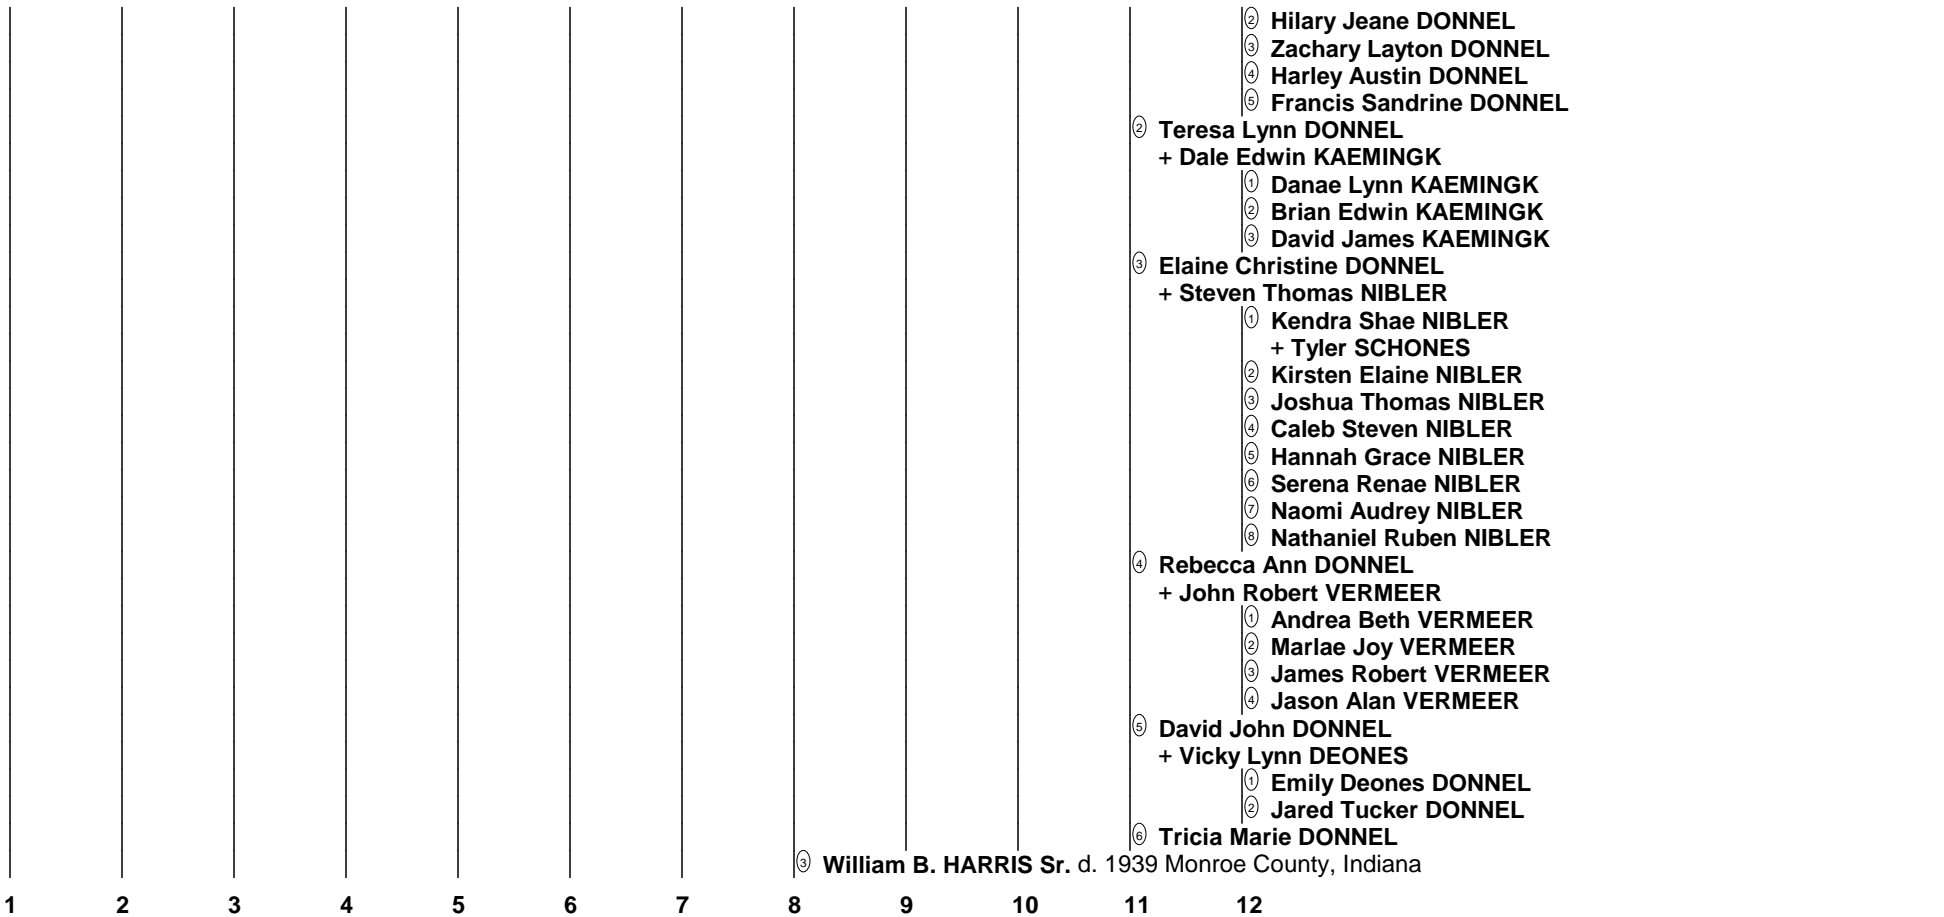 ② Hilary Jeane DONNEL
③ Zachary Layton DONNEL
④ Harley Austin DONNEL
⑤ Francis Sandrine DONNEL
② Teresa Lynn DONNEL
+ Dale Edwin KAEMINGK
① Danae Lynn KAEMINGK
② Brian Edwin KAEMINGK
③ David James KAEMINGK
③ Elaine Christine DONNEL
+ Steven Thomas NIBLER
① Kendra Shae NIBLER
+ Tyler SCHONES
② Kirsten Elaine NIBLER
③ Joshua Thomas NIBLER
④ Caleb Steven NIBLER
⑤ Hannah Grace NIBLER
⑥ Serena Renae NIBLER
⑦ Naomi Audrey NIBLER
⑧ Nathaniel Ruben NIBLER
④ Rebecca Ann DONNEL
+ John Robert VERMEER
① Andrea Beth VERMEER
② Marlae Joy VERMEER
③ James Robert VERMEER
④ Jason Alan VERMEER
⑤ David John DONNEL
+ Vicky Lynn DEONES
① Emily Deones DONNEL
② Jared Tucker DONNEL
⑥ Tricia Marie DONNEL
③ William B. HARRIS Sr. d. 1939 Monroe County, Indiana
1 2 3 4 5 6 7 8 9 10 11 12